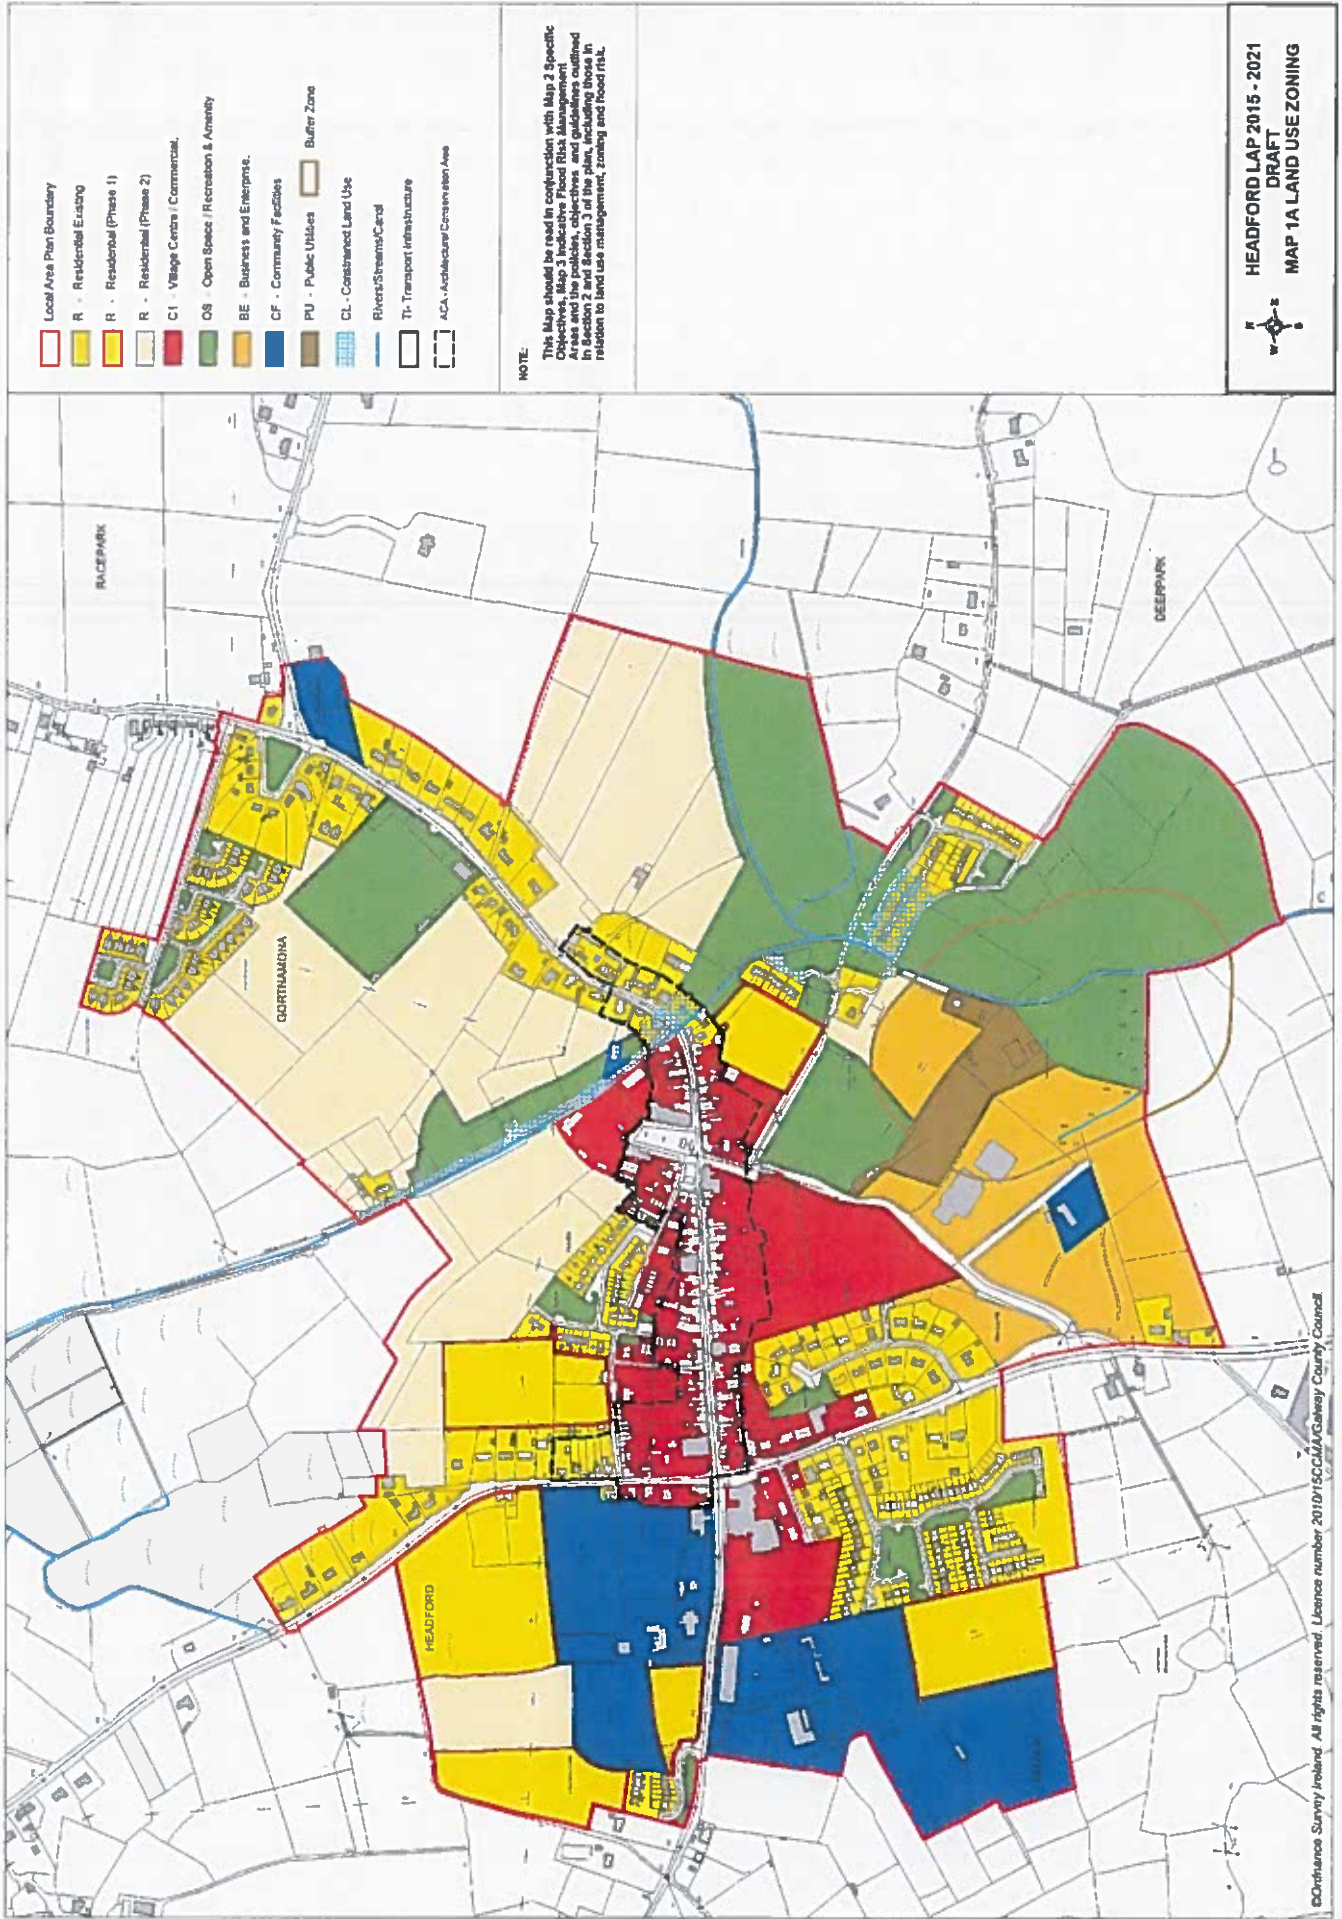 Local Area Plan Boundary
R - Residential Existing
R - Residential (Phase 1)
R - Residential (Phase 2)
C1 - Village Centre / Commercial.
OS - Open Space / Recreation & Amenity
BE - Business and Enterprise.
CF - Community Facilities
PU - Public Utilities
Buffer Zone
CL - Constrained Land Use
Rivers/Streams/Canal
TI- Transport Infrastructure
ACA - Architectural Conservation Area
NOTE:
This Map should be read in conjunction with Map 2 Specific
Objectives, Map 3 Indicative Flood Risk Management
Areas and the policies, objectives and guidelines outlined
in Section 2 and Section 3 of the plan, including those in
relation to land use management, zoning and flood risk.
N
W
E
S
HEADFORD LAP 2015 - 2021
DRAFT
MAP 1A LAND USE ZONING
RACEPARK
GORTNAMONA
HEADFORD
DEERPARK
©Ordnance Survey Ireland. All rights reserved. Licence number 2010/15CCMA/Galway County Council.